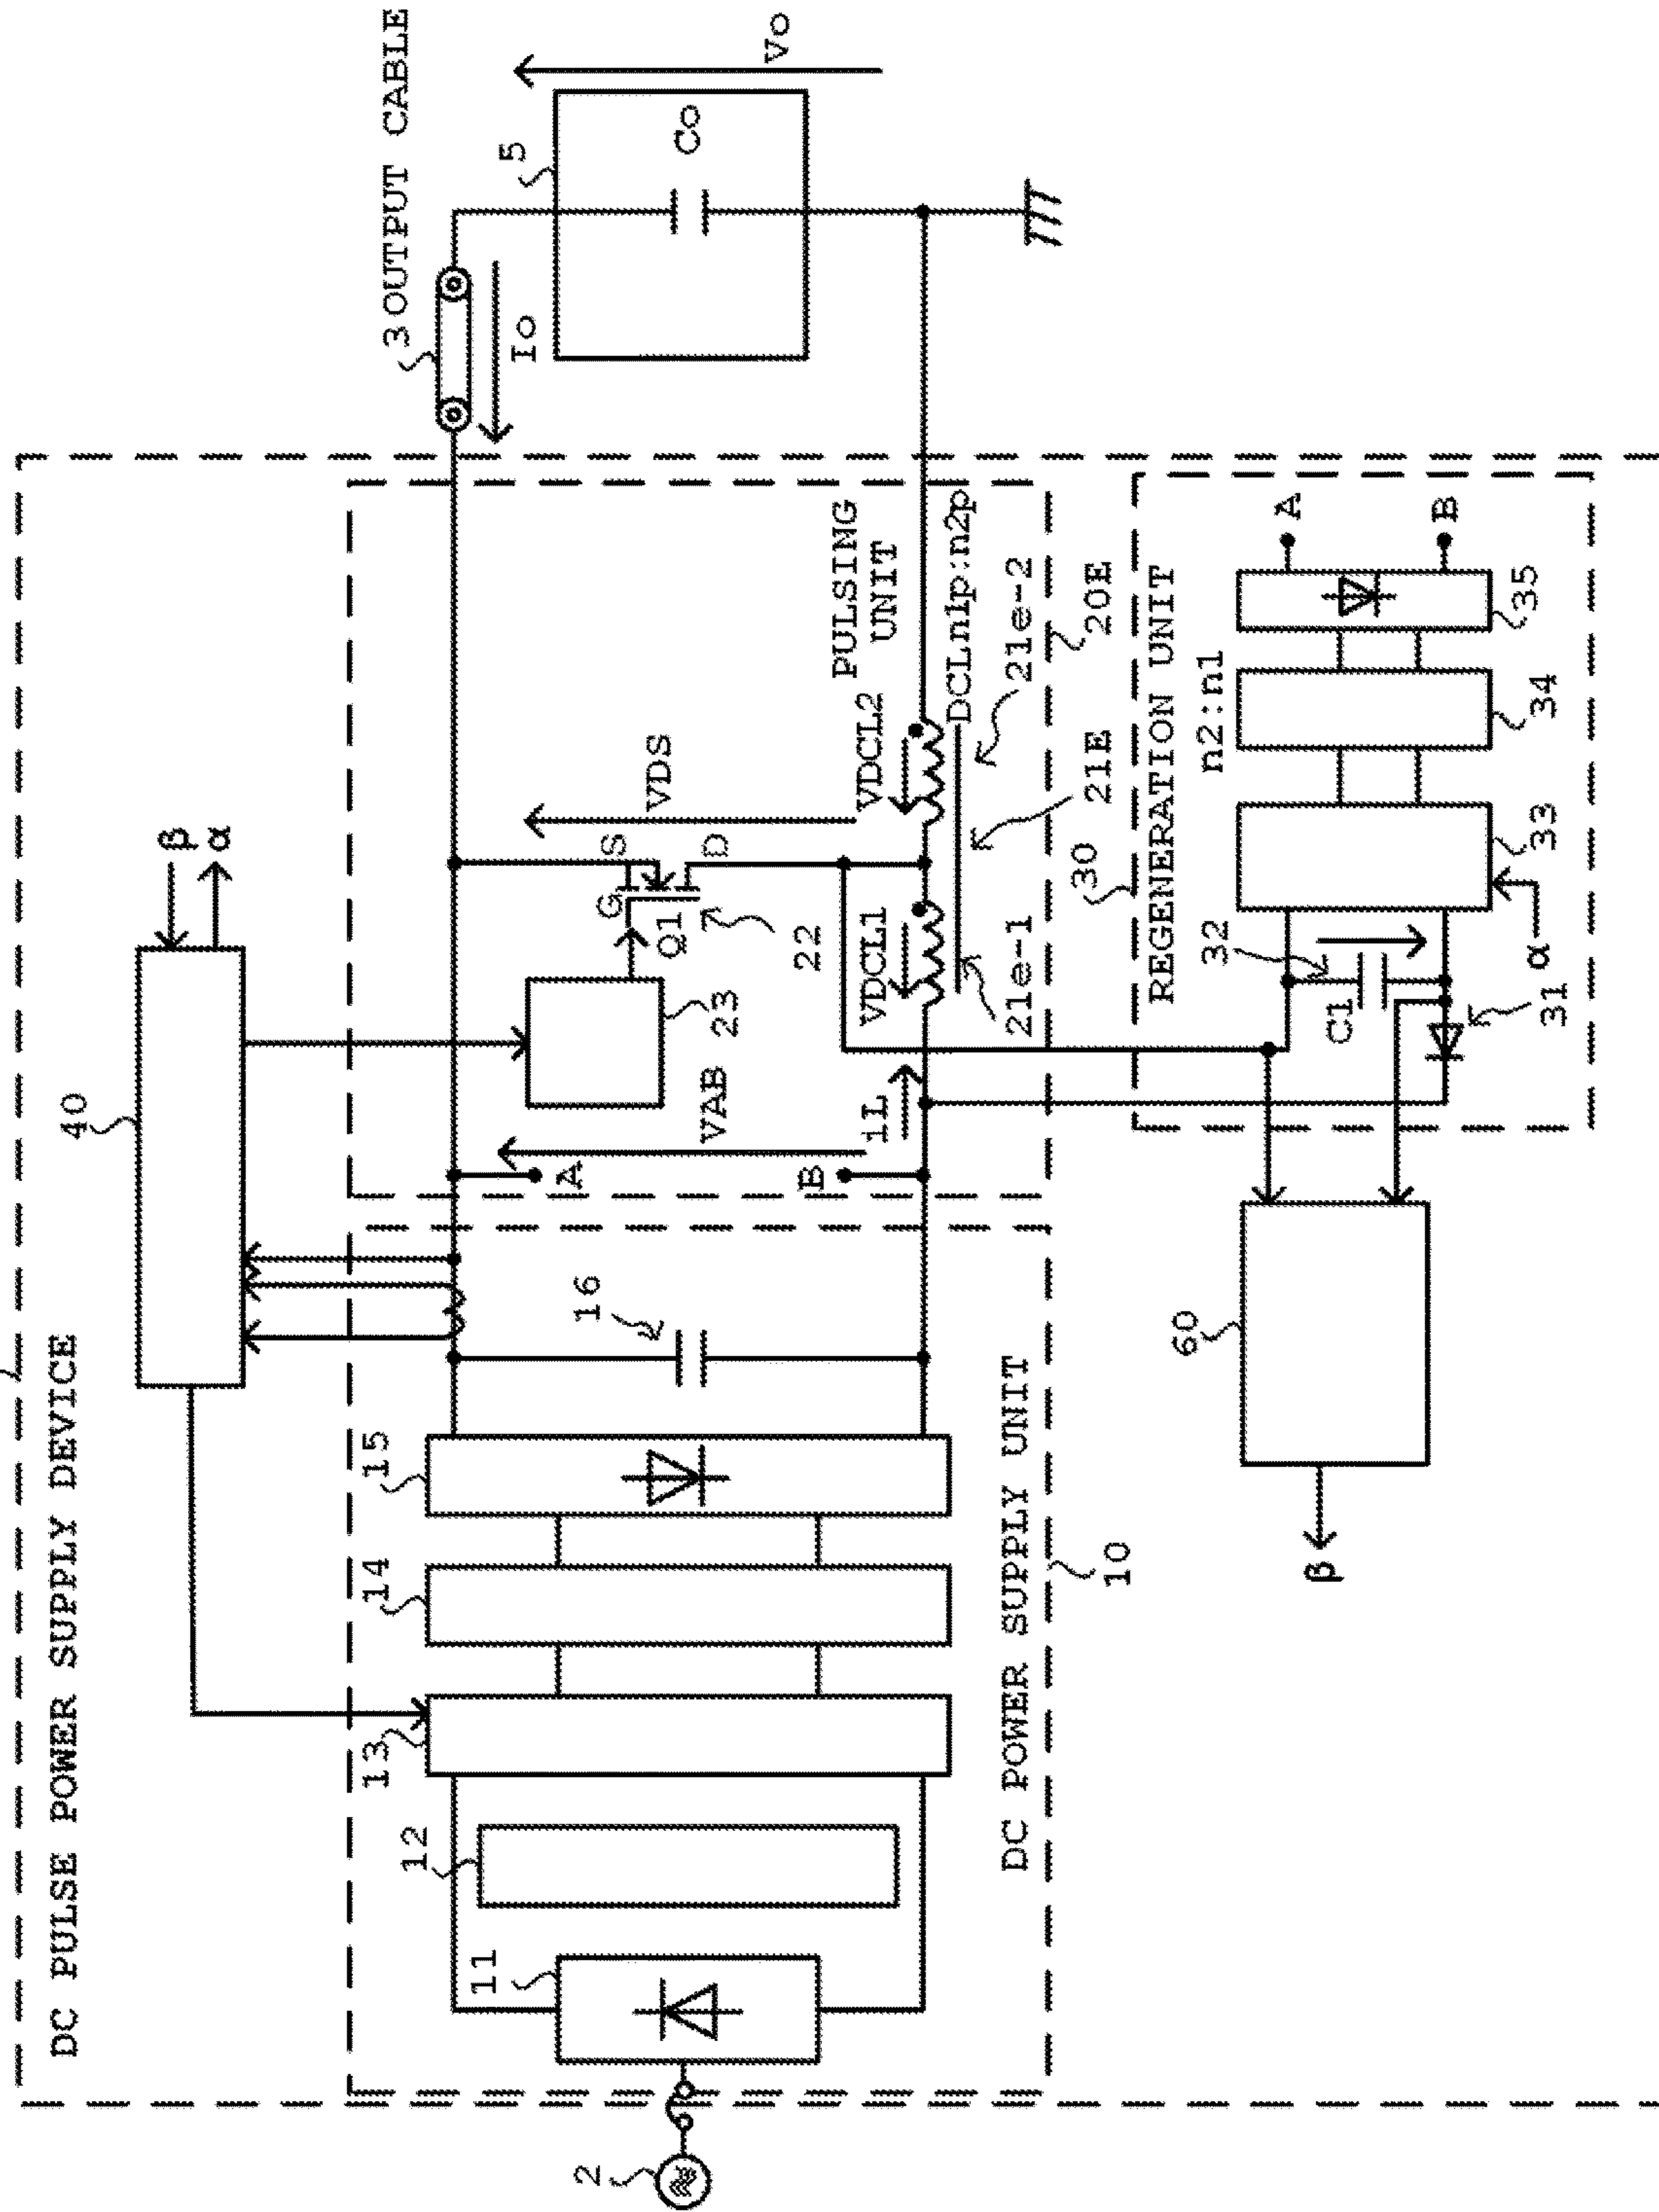 DC PULSE POWER SUPPLY DEVICE
40
β
α
3 OUTPUT CABLE
Io
5
Co
Vo
2
11
12
13
14
15
16
DC POWER SUPPLY UNIT
10
A
B
VAB
iL
23
G
S
D
Q1
22
VDS
VDCL1
VDCL2
PULSING
UNIT
DCLn1p:n2p
21e-1
21E
21e-2
20E
30
REGENERATION UNIT
n2:n1
32
C1
31
α
33
34
35
A
B
60
β